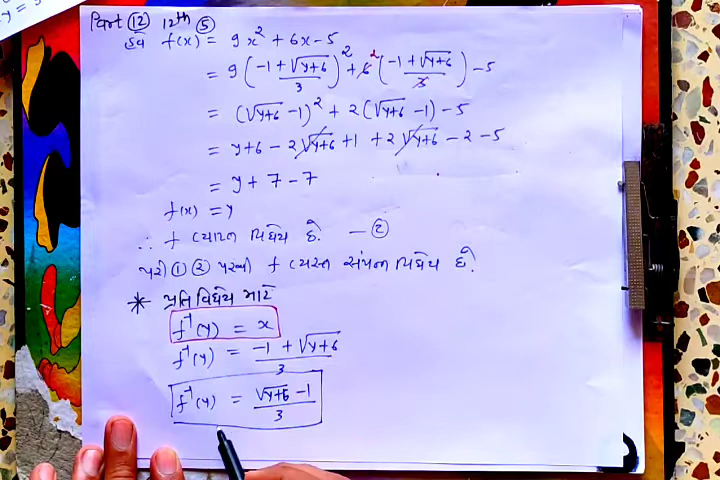 y = 
વિભાગ (12) 12th (5)
હવે f(x) = 9x² + 6x - 5
= 9((-1 + √y+6)/3)² + 6²((-1 + √y+6)/3) - 5
= (√y+6 - 1)² + 2(√y+6 - 1) - 5
= y+6 - 2√y+6 + 1 + 2√y+6 - 2 - 5
= y + 7 - 7
f(x) = y
∴ f વ્યાપ્ત વિધેય છે. — (2)
પરી (1) (2) પરથી f વ્યસ્ત સંપન્ન વિધેય છે.
* પ્રતિવિધેય માટે
f⁻¹(y) = x
f⁻¹(y) = (-1 + √y+6)/3
f⁻¹(y) = (√y+6 - 1)/3